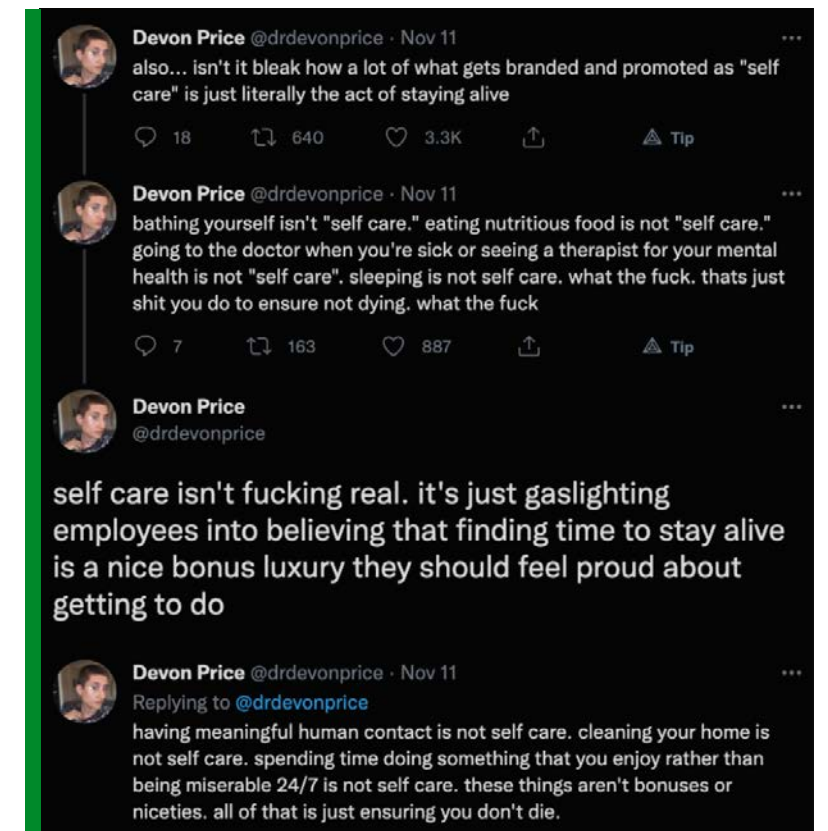 Devon Price @drdevonprice · Nov 11
also... isn't it bleak how a lot of what gets branded and promoted as "self
care" is just literally the act of staying alive
18 640 3.3K Tip
Devon Price @drdevonprice · Nov 11
bathing yourself isn't "self care." eating nutritious food is not "self care."
going to the doctor when you're sick or seeing a therapist for your mental
health is not "self care". sleeping is not self care. what the fuck. thats just
shit you do to ensure not dying. what the fuck
7 163 887 Tip
Devon Price
@drdevonprice
self care isn't fucking real. it's just gaslighting
employees into believing that finding time to stay alive
is a nice bonus luxury they should feel proud about
getting to do
Devon Price @drdevonprice · Nov 11
Replying to @drdevonprice
having meaningful human contact is not self care. cleaning your home is
not self care. spending time doing something that you enjoy rather than
being miserable 24/7 is not self care. these things aren't bonuses or
niceties. all of that is just ensuring you don't die.